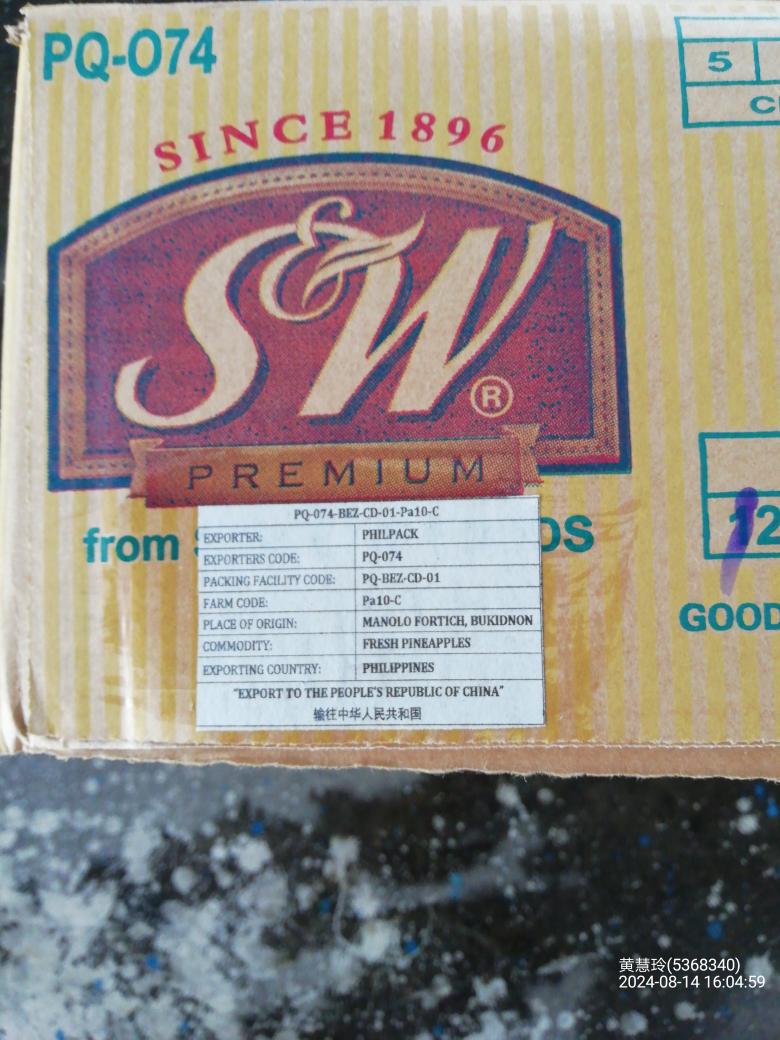 PQ-074
5
SINCE 1896
S&W®
PREMIUM
PQ-074-BEZ-CD-01-Pa10-C
from
EXPORTER: PHILPACK
EXPORTERS CODE: PQ-074
PACKING FACILITY CODE: PQ-BEZ-CD-01
FARM CODE: Pa10-C
PLACE OF ORIGIN: MANOLO FORTICH, BUKIDNON
COMMODITY: FRESH PINEAPPLES
EXPORTING COUNTRY: PHILIPPINES
"EXPORT TO THE PEOPLE'S REPUBLIC OF CHINA"
输往中华人民共和国
12
GOOD
黄慧玲(5368340)
2024-08-14 16:04:59